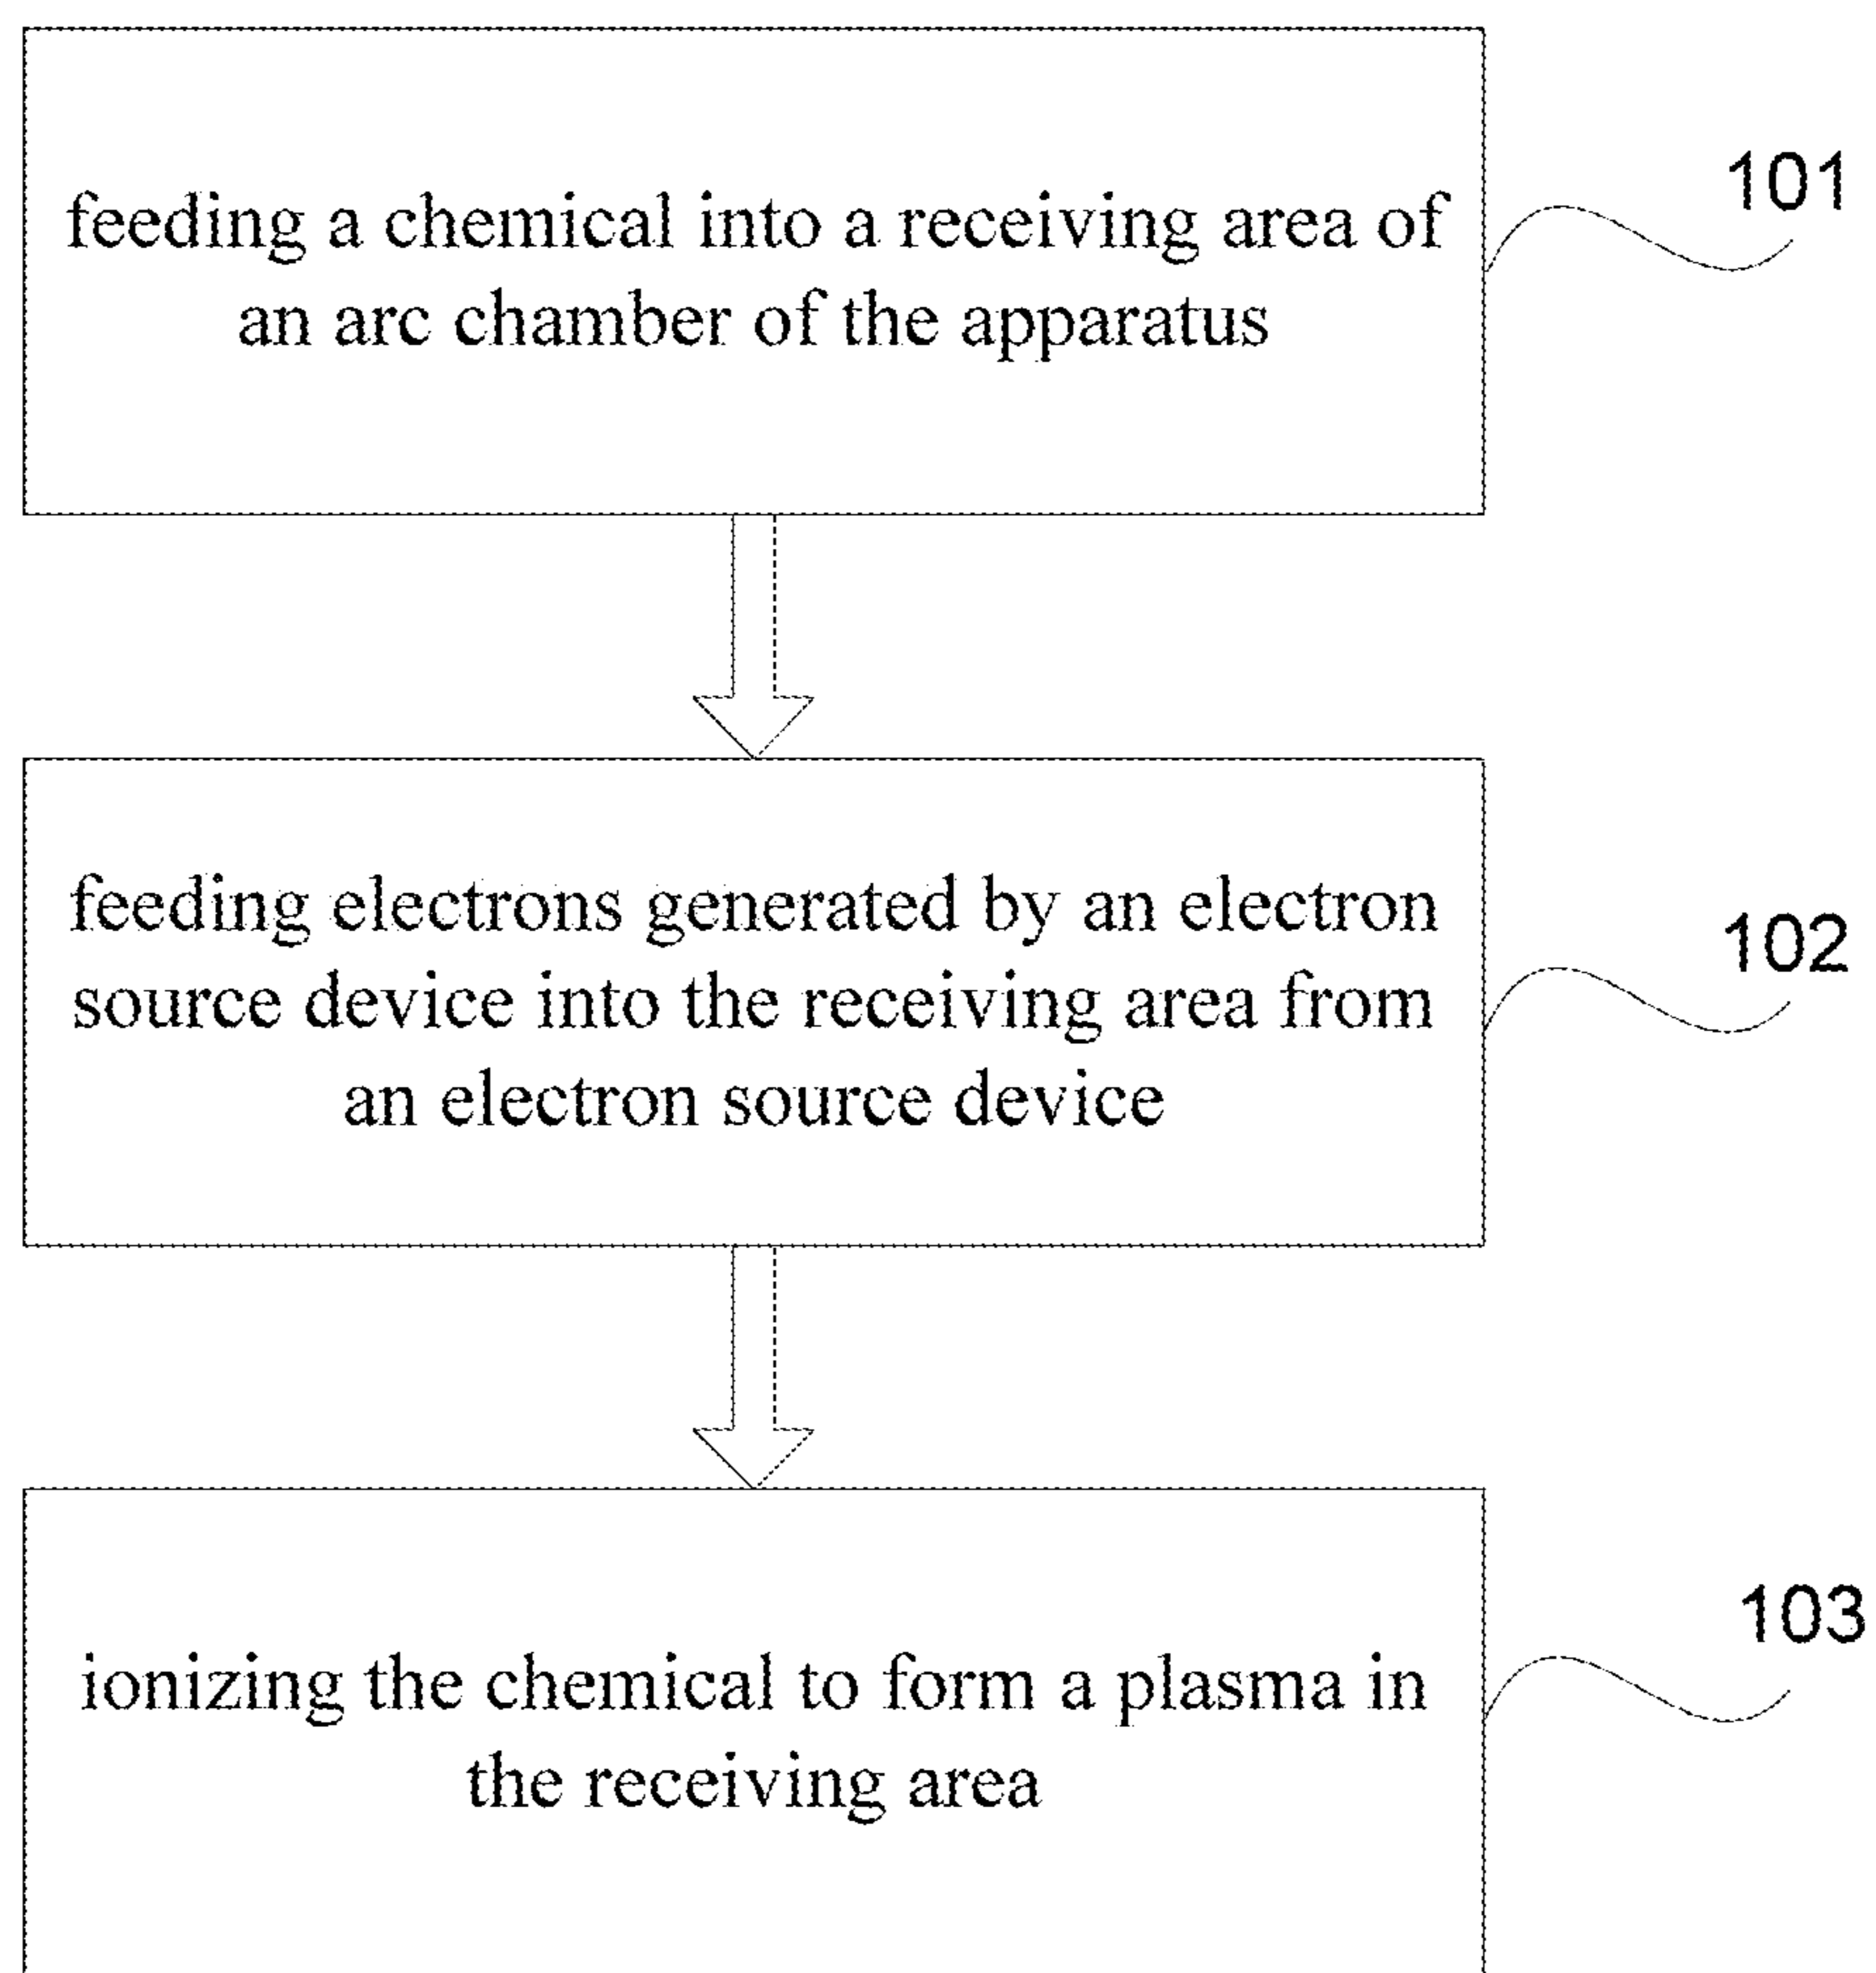 feeding a chemical into a receiving area of
an arc chamber of the apparatus
101
feeding electrons generated by an electron
source device into the receiving area from
an electron source device
102
ionizing the chemical to form a plasma in
the receiving area
103